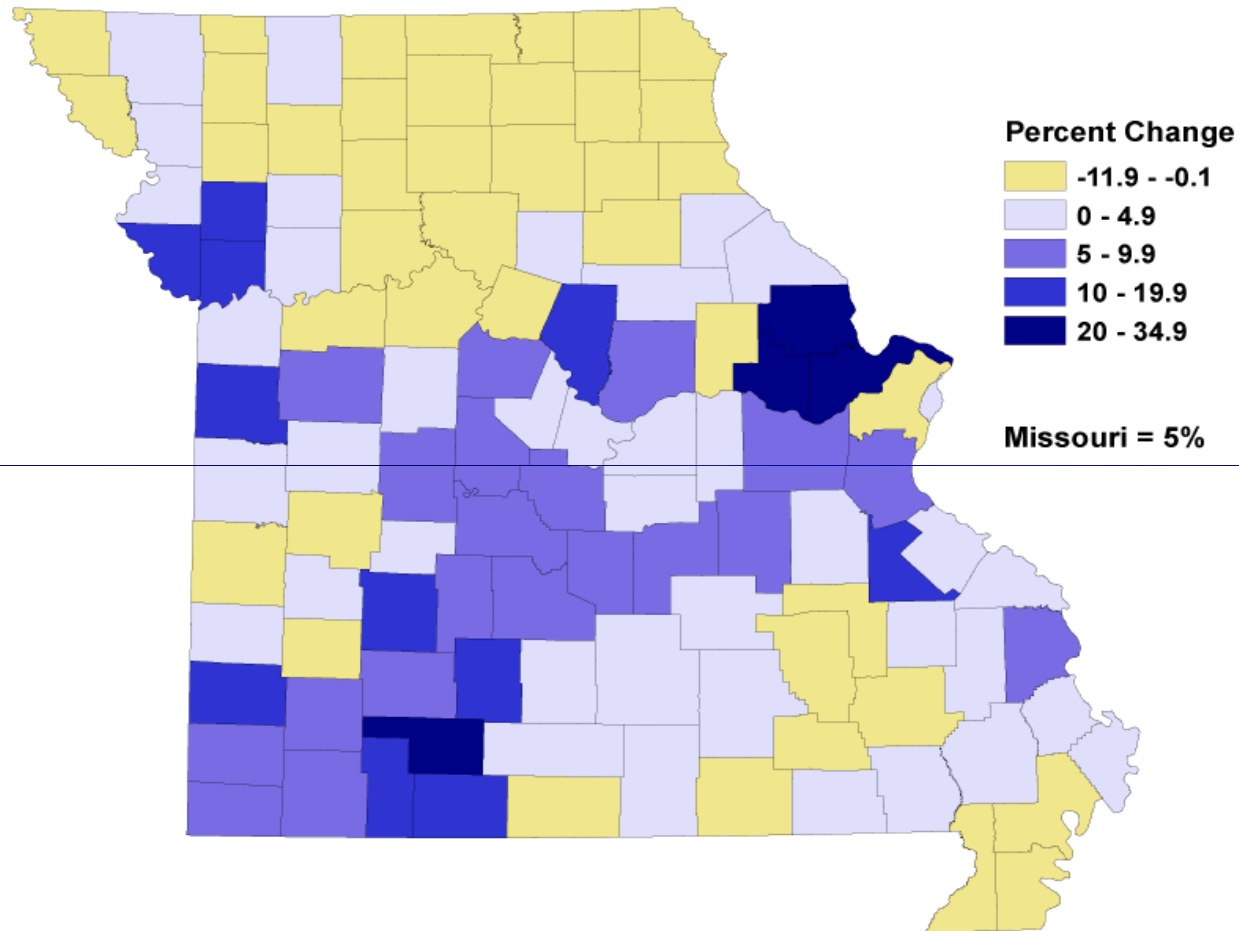 Percent Change
-11.9 - -0.1
0 - 4.9
5 - 9.9
10 - 19.9
20 - 34.9
Missouri = 5%